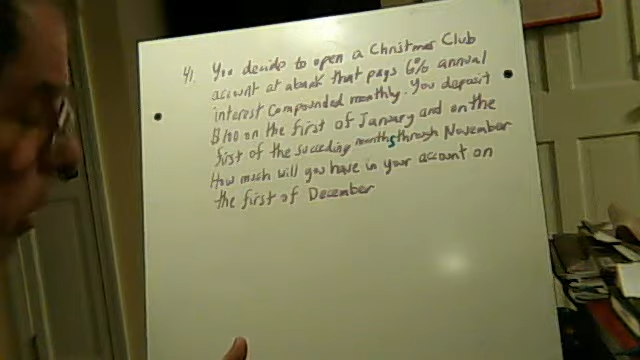 41. You decide to open a Christmas Club
account at a bank that pays 6% annual
interest compounded monthly. You deposit
$100 on the first of January and on the
first of the succeding months through November
How much will you have in your account on
the first of December